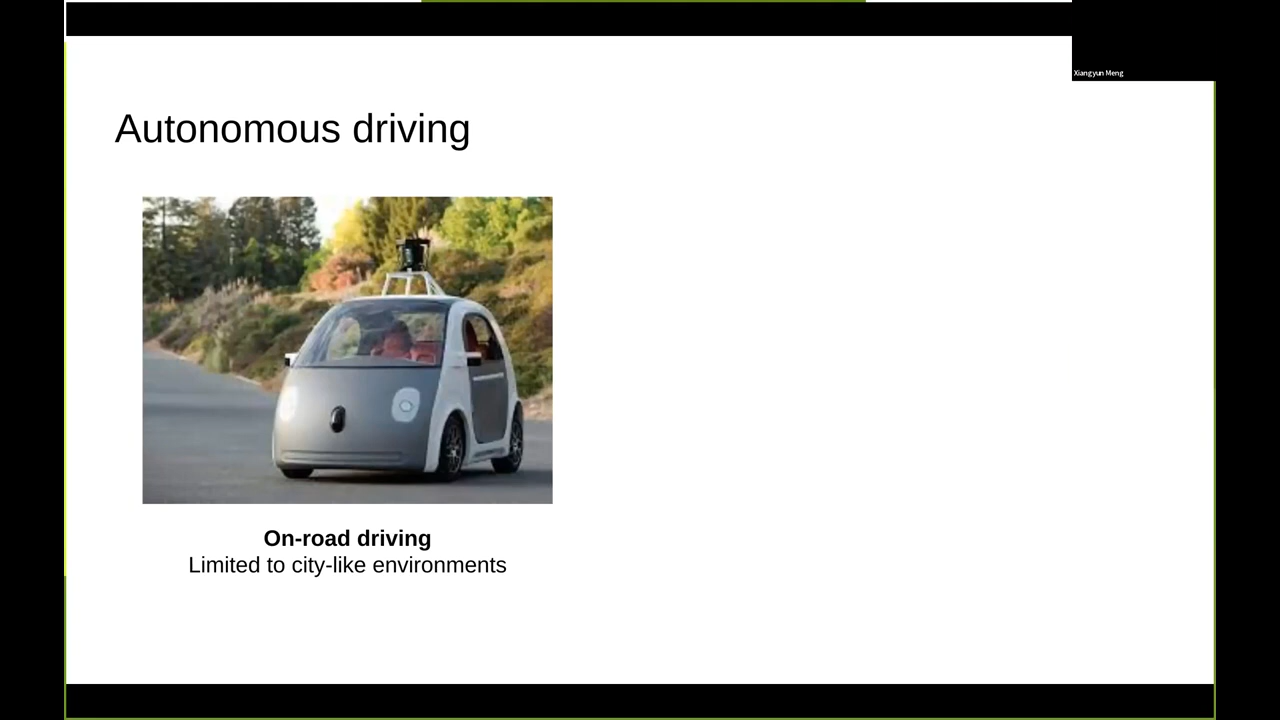 Xiangyun Meng
Autonomous driving
On-road driving
Limited to city-like environments